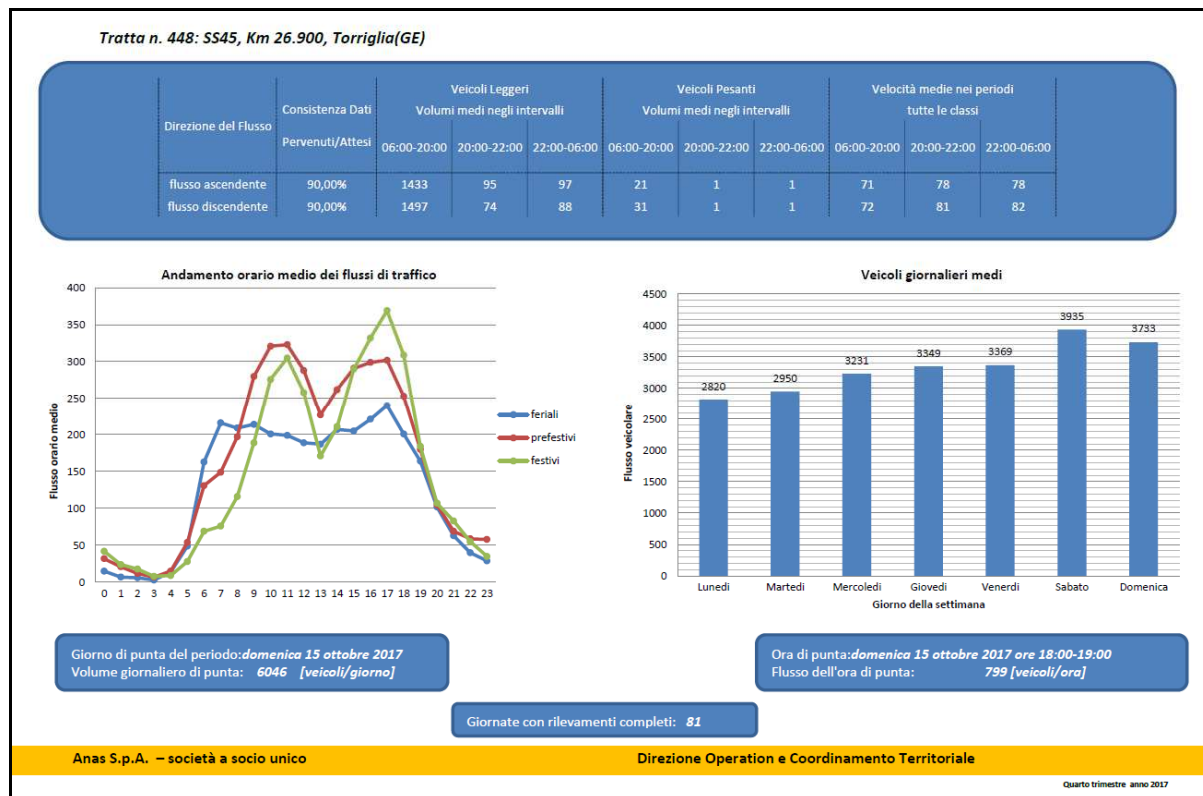 Tratta n. 448: SS45, Km 26.900, Torriglia(GE)
Direzione del Flusso
Consistenza Dati
Pervenuti/Attesi
Veicoli Leggeri
Volumi medi negli intervalli
Veicoli Pesanti
Volumi medi negli intervalli
Velocità medie nei periodi
tutte le classi
06:00-20:00 20:00-22:00 22:00-06:00 06:00-20:00 20:00-22:00 22:00-06:00 06:00-20:00 20:00-22:00 22:00-06:00
flusso ascendente 90,00% 1433 95 97 21 1 1 71 78 78
flusso discendente 90,00% 1497 74 88 31 1 1 72 81 82
Andamento orario medio dei flussi di traffico
Flusso orario medio
400
350
300
250
200
150
100
50
0
0 1 2 3 4 5 6 7 8 9 10 11 12 13 14 15 16 17 18 19 20 21 22 23
feriali
prefestivi
festivi
Veicoli giornalieri medi
Flusso veicolare
4500
4000
3500
3000
2500
2000
1500
1000
500
0
2820 2950 3231 3349 3369 3935 3733
Lunedi Martedi Mercoledi Giovedi Venerdi Sabato Domenica
Giorno della settimana
Giorno di punta del periodo:domenica 15 ottobre 2017
Volume giornaliero di punta: 6046 [veicoli/giorno]
Ora di punta:domenica 15 ottobre 2017 ore 18:00-19:00
Flusso dell'ora di punta: 799 [veicoli/ora]
Giornate con rilevamenti completi: 81
Anas S.p.A. – società a socio unico
Direzione Operation e Coordinamento Territoriale
Quarto trimestre anno 2017